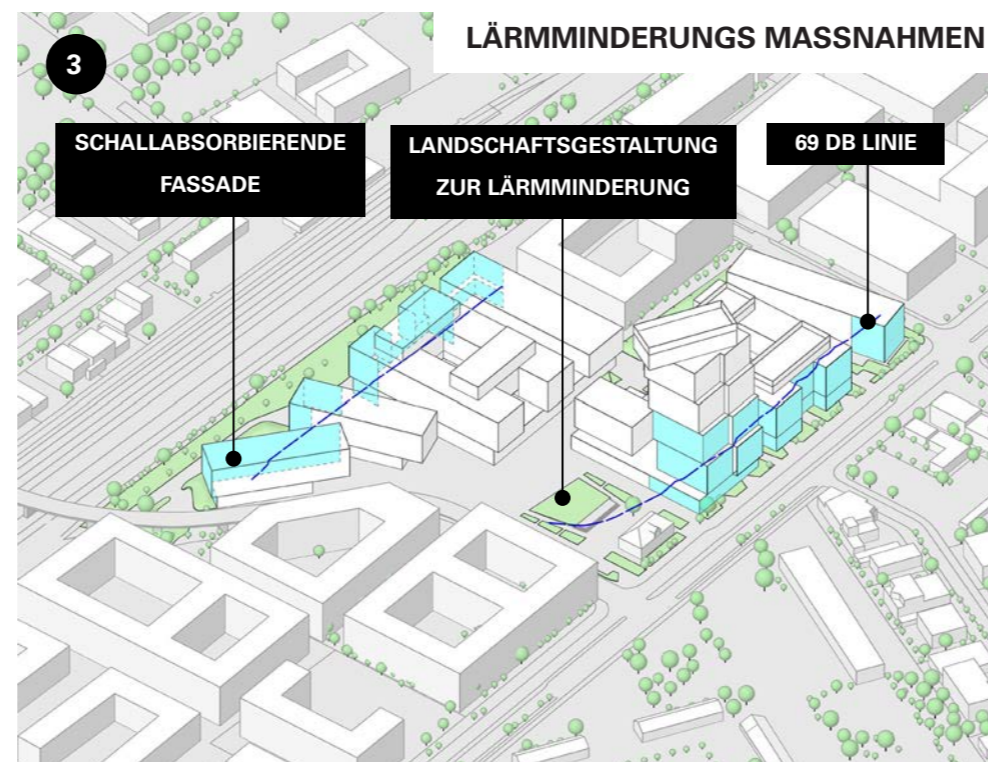 LÄRMMINDERUNGS MASSNAHMEN
3
SCHALLABSORBIERENDE
FASSADE
LANDSCHAFTSGESTALTUNG
ZUR LÄRMMINDERUNG
69 DB LINIE